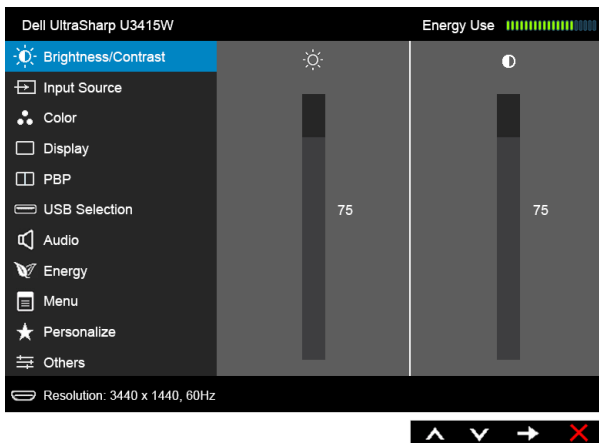 Dell UltraSharp U3415W
Energy Use
Brightness/Contrast
Input Source
Color
Display
PBP
USB Selection
75
75
Audio
Energy
Menu
Personalize
Others
Resolution: 3440 x 1440, 60Hz